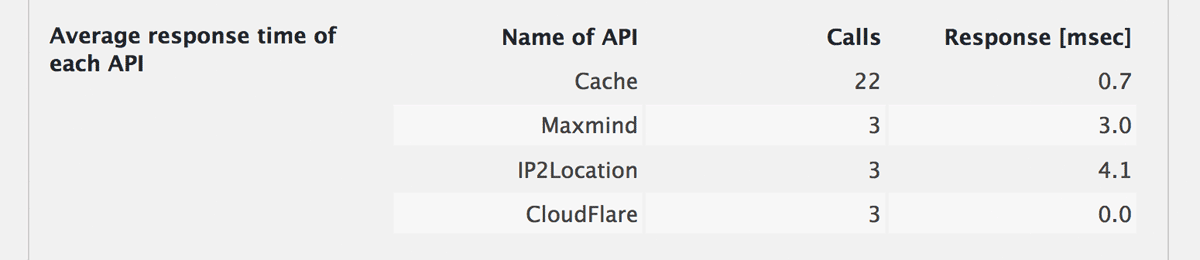 Average response time of
each API
Name of API Calls Response [msec]
Cache 22 0.7
Maxmind 3 3.0
IP2Location 3 4.1
CloudFlare 3 0.0